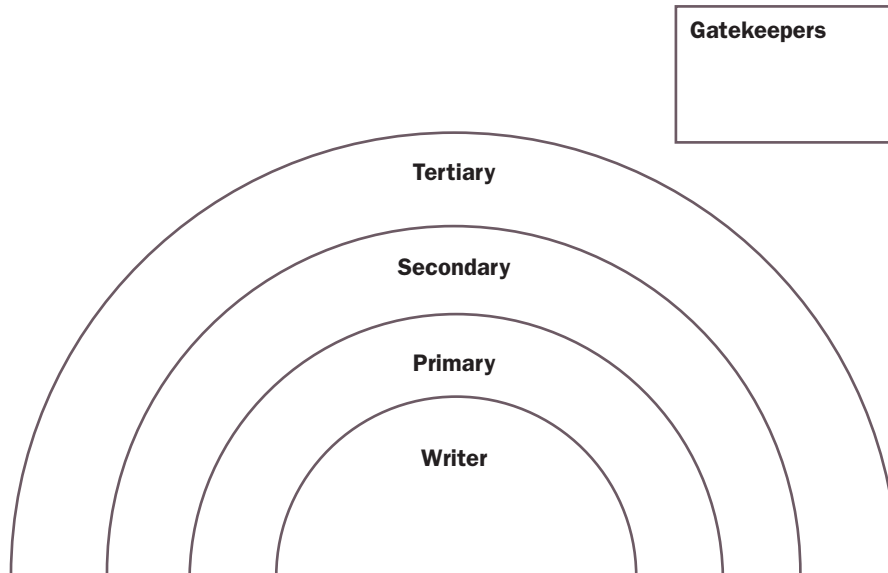 Gatekeepers
Tertiary
Secondary
Primary
Writer